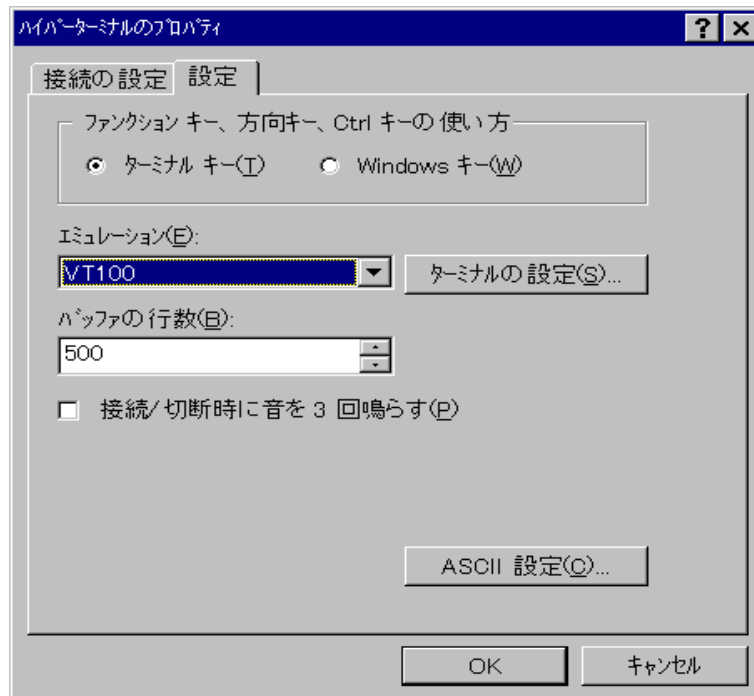 ﾊｲﾊﾟｰﾀｰﾐﾅﾙのﾌﾟﾛﾊﾟﾃｨ
接続の設定 設定
ﾌｧﾝｸｼｮﾝ ｷｰ、方向ｷｰ、Ctrl ｷｰの使い方
ﾀｰﾐﾅﾙ ｷｰ(T) Windows ｷｰ(W)
ｴﾐｭﾚｰｼｮﾝ(E):
VT100 ﾀｰﾐﾅﾙの設定(S)...
ﾊﾞｯﾌｧの行数(B):
500
接続/切断時に音を 3 回鳴らす(P)
ASCII 設定(C)...
OK ｷｬﾝｾﾙ